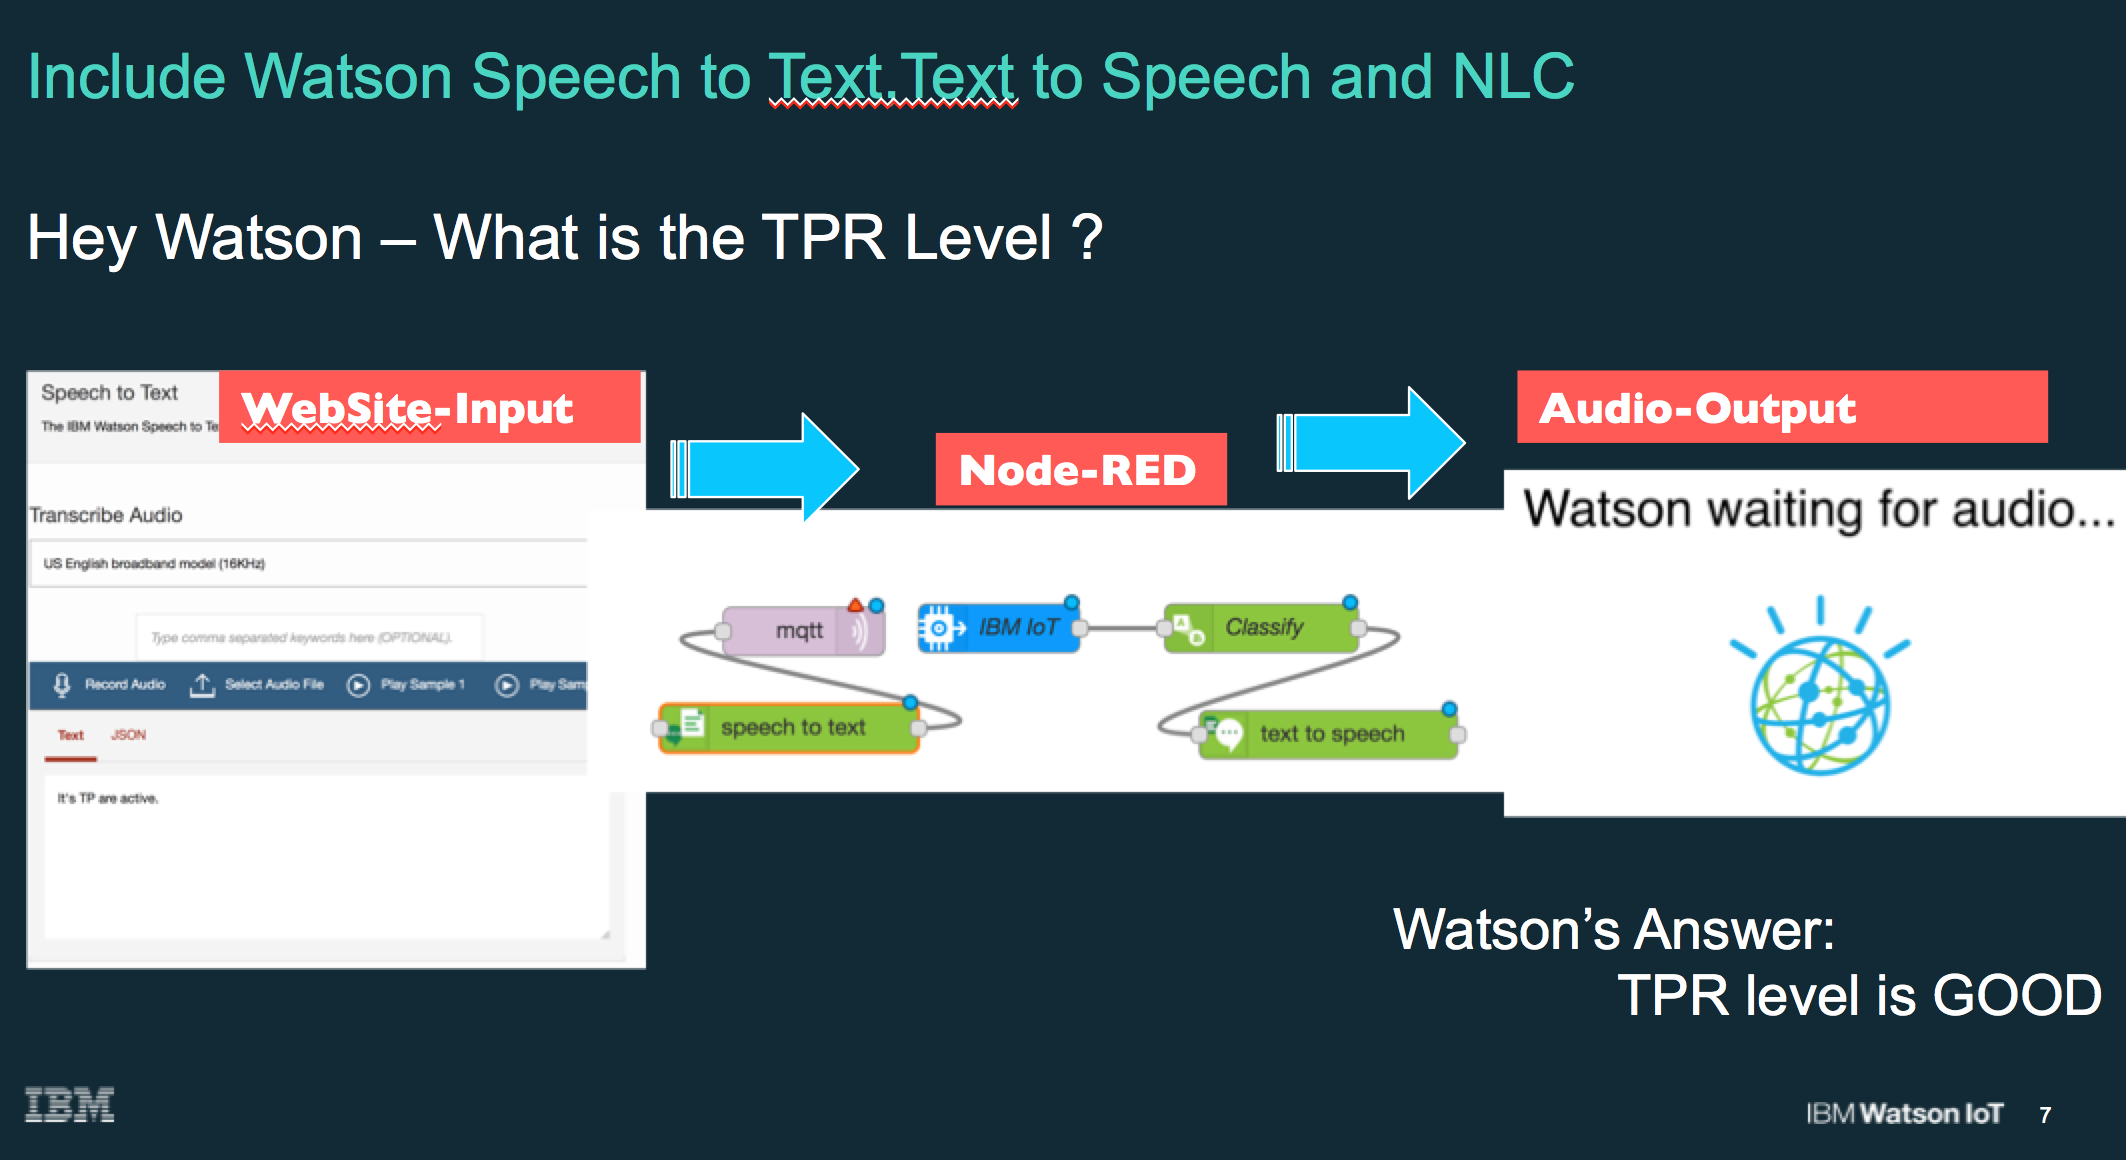 Include Watson Speech to Text,Text to Speech and NLC
Hey Watson – What is the TPR Level ?
Speech to Text
The IBM Watson Speech to Te
WebSite-Input
Transcribe Audio
US English broadband model (16KHz)
Type comma separated keywords here (OPTIONAL).
Record Audio
Select Audio File
Play Sample 1
Play Sam
Text
JSON
It's TP are active.
Node-RED
mqtt
IBM IoT
Classify
speech to text
text to speech
Audio-Output
Watson waiting for audio...
Watson’s Answer:
TPR level is GOOD
IBM
IBM Watson IoT
7